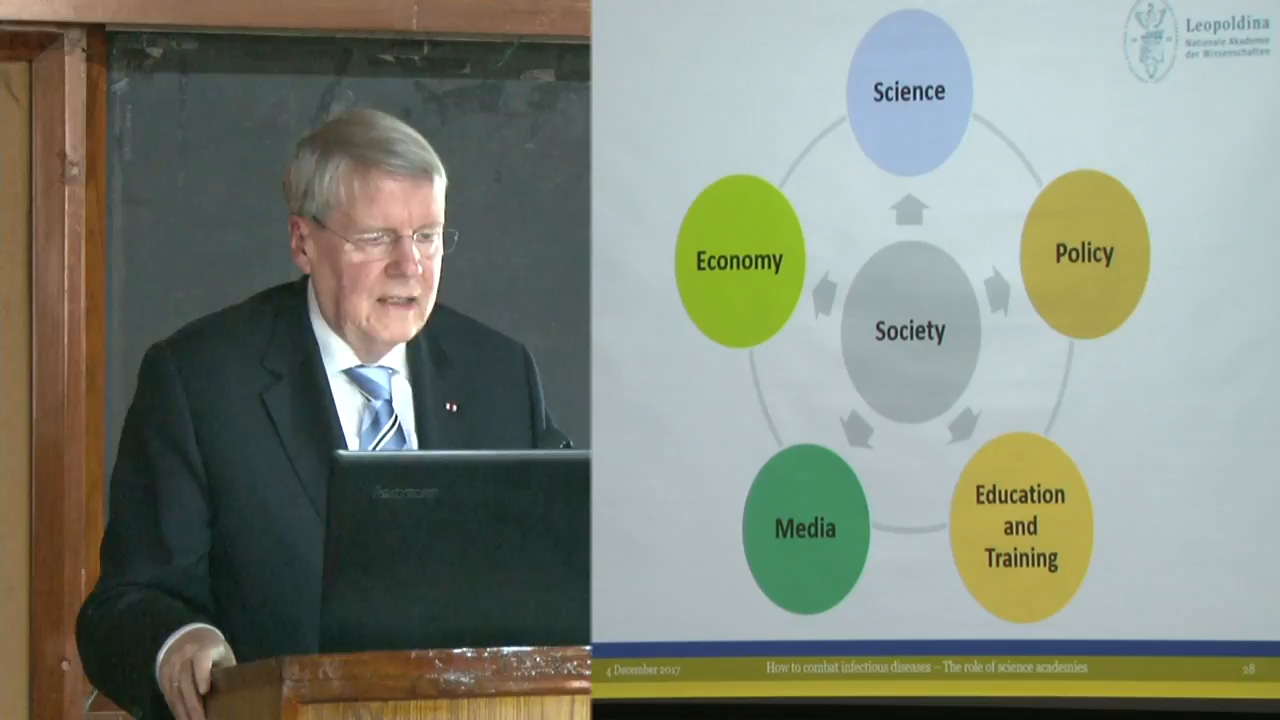 Leopoldina
Nationale Akademie
der Wissenschaften
Science
Economy
Policy
Society
Education
and
Training
Media
4 December 2017
How to combat infectious diseases – The role of science academies
28
lenovo